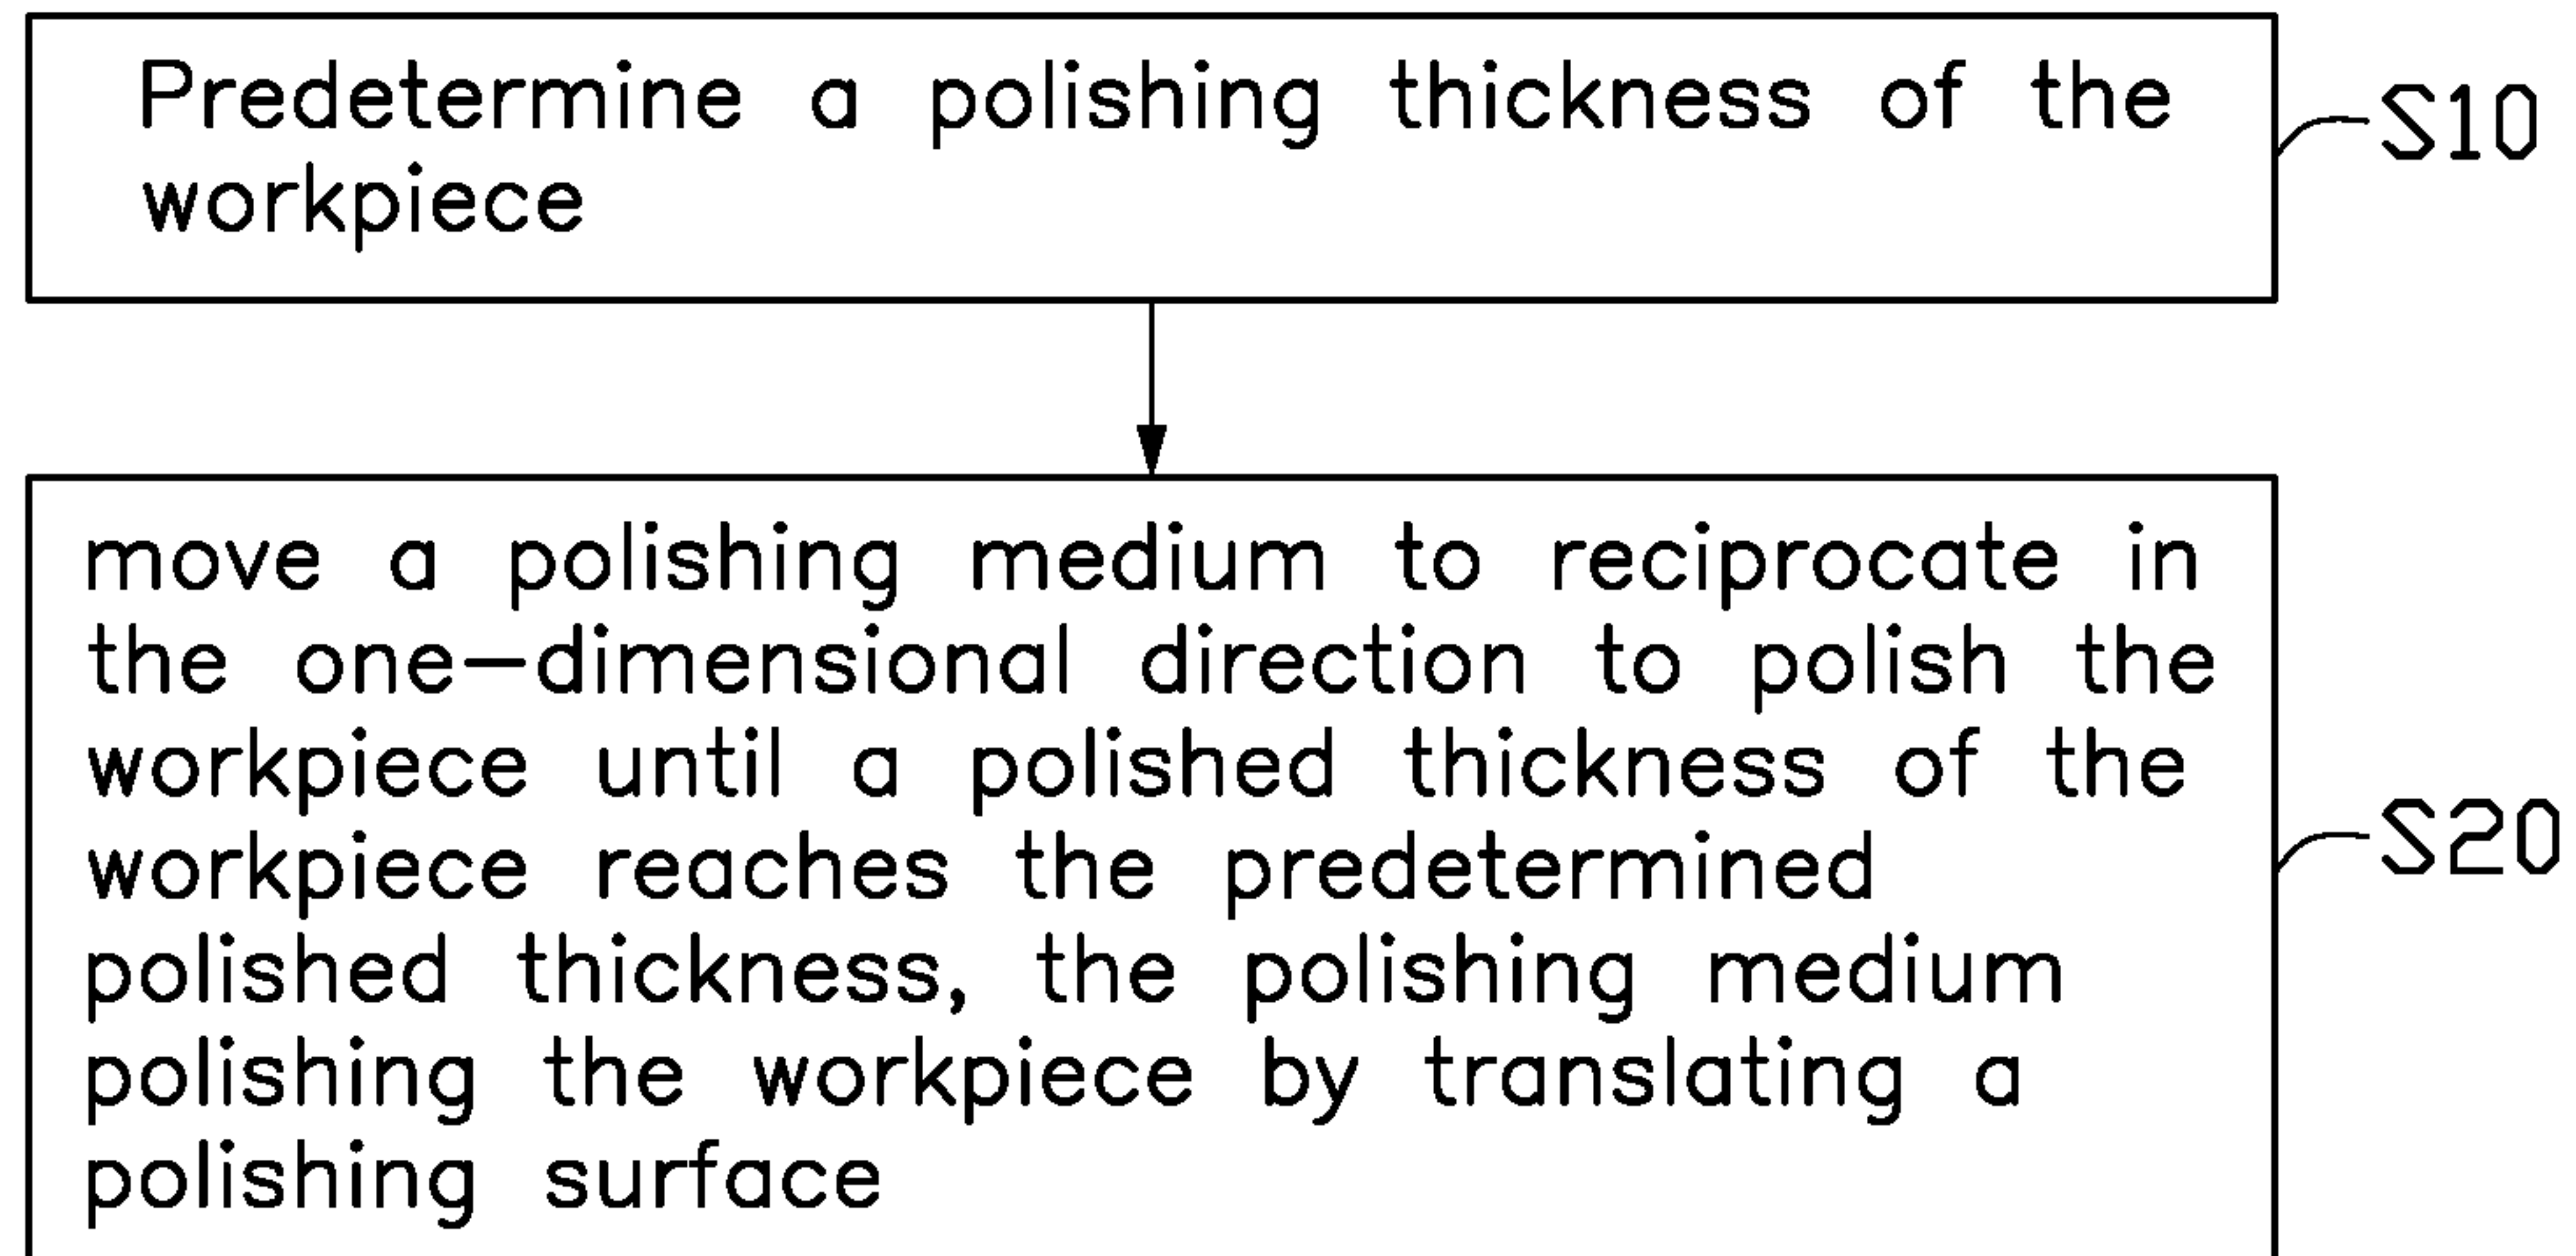 Predetermine a polishing thickness of the
workpiece
S10
move a polishing medium to reciprocate in
the one-dimensional direction to polish the
workpiece until a polished thickness of the
workpiece reaches the predetermined
polished thickness, the polishing medium
polishing the workpiece by translating a
polishing surface
S20